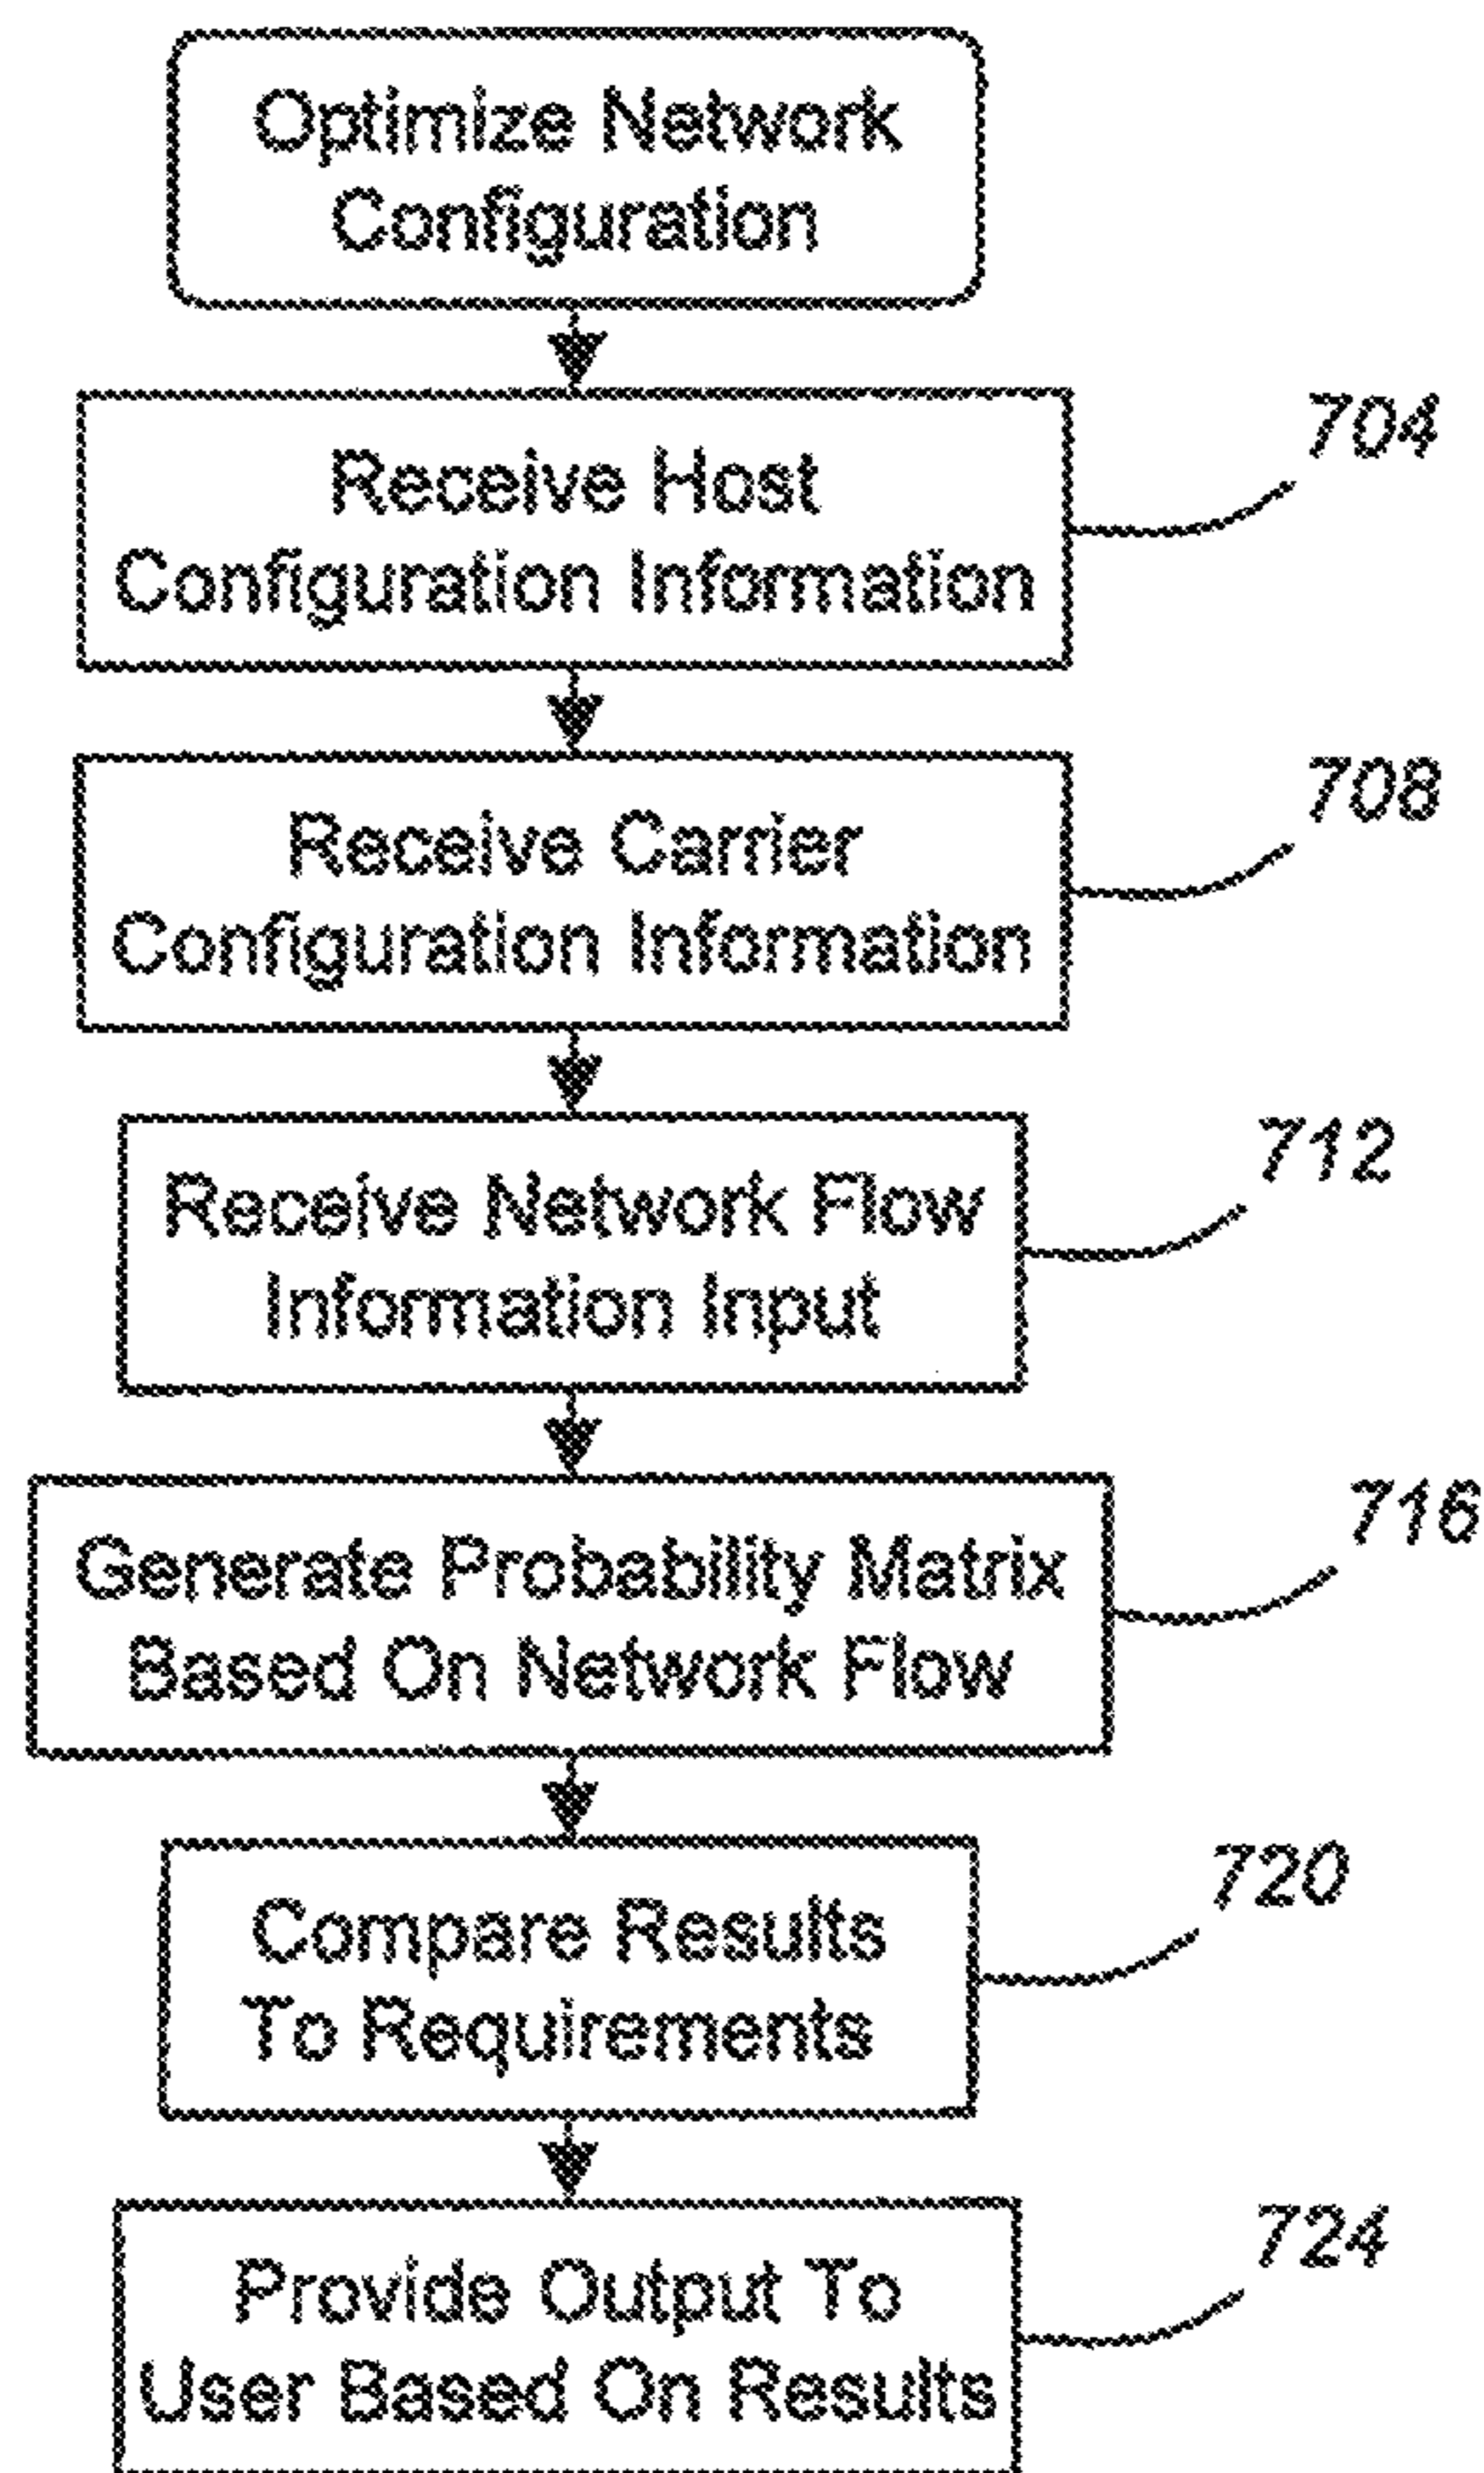 Optimize Network
Configuration
Receive Host
Configuration Information
704
Receive Carrier
Configuration Information
708
Receive Network Flow
Information Input
712
Generate Probability Matrix
Based On Network Flow
716
Compare Results
To Requirements
720
Provide Output To
User Based On Results
724